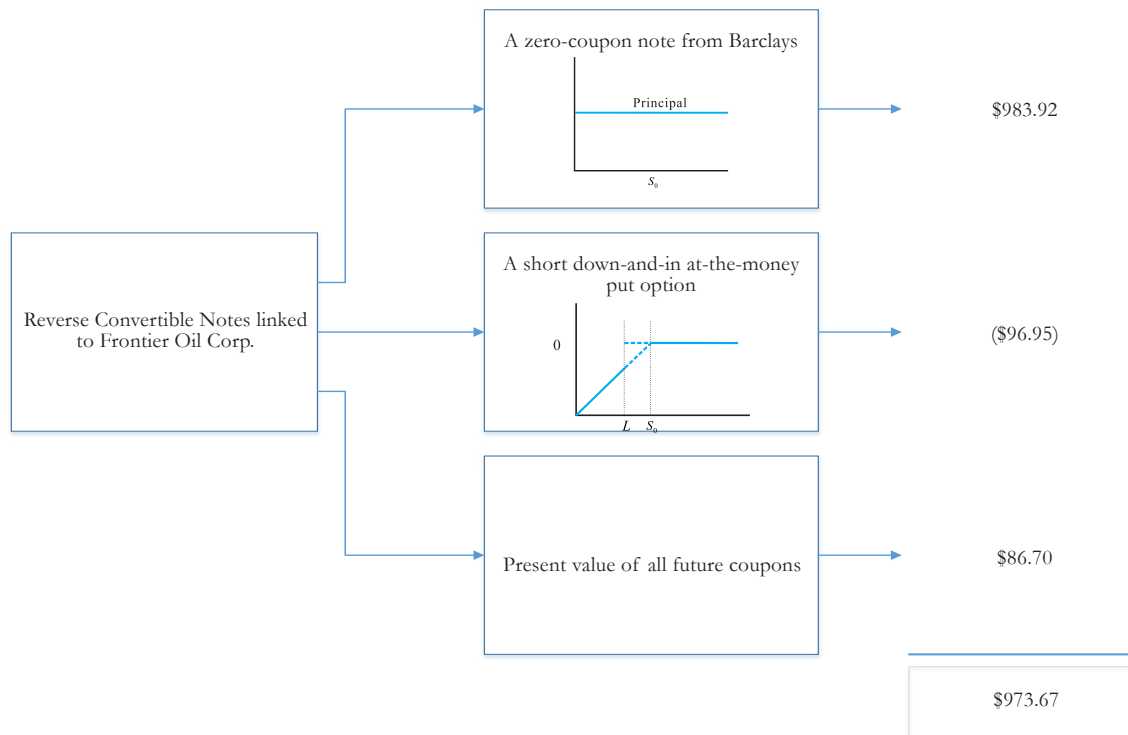 A zero-coupon note from Barclays
Principal
S₀
$983.92
Reverse Convertible Notes linked
to Frontier Oil Corp.
A short down-and-in at-the-money
put option
0
L S₀
($96.95)
Present value of all future coupons
$86.70
$973.67